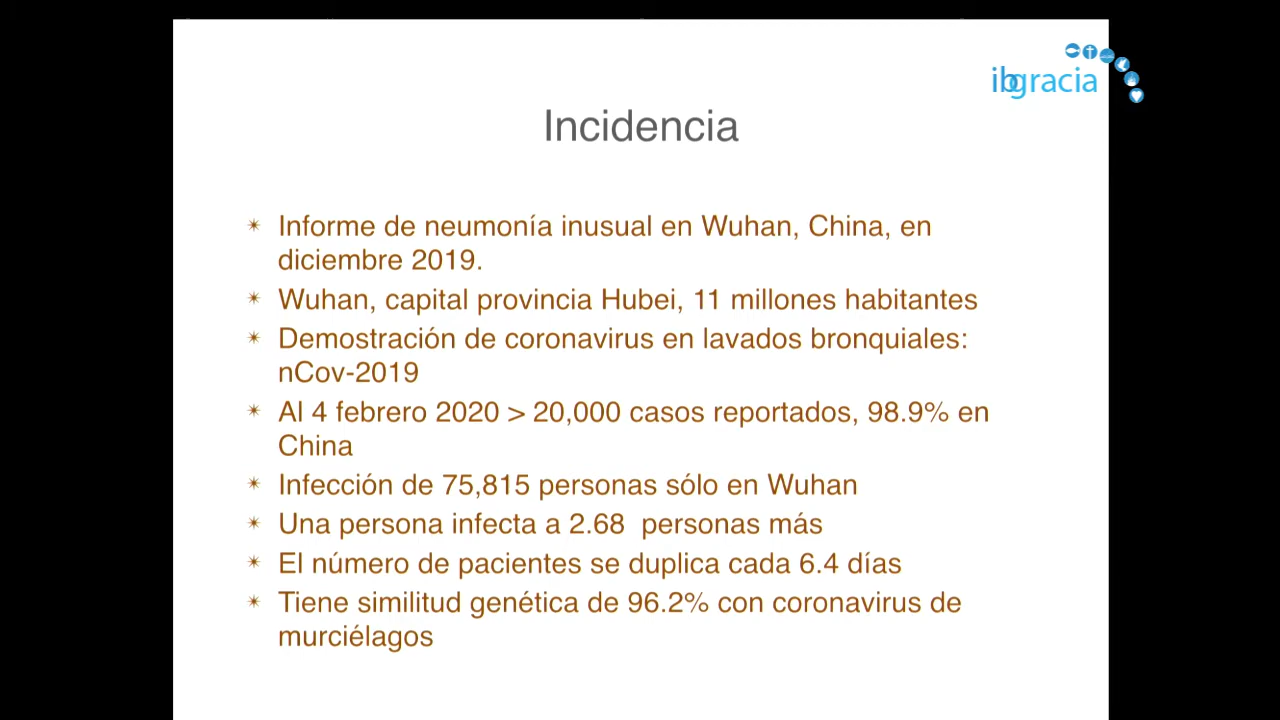 ibgracia
Incidencia
Informe de neumonía inusual en Wuhan, China, en
diciembre 2019.
Wuhan, capital provincia Hubei, 11 millones habitantes
Demostración de coronavirus en lavados bronquiales:
nCov-2019
Al 4 febrero 2020 > 20,000 casos reportados, 98.9% en
China
Infección de 75,815 personas sólo en Wuhan
Una persona infecta a 2.68  personas más
El número de pacientes se duplica cada 6.4 días
Tiene similitud genética de 96.2% con coronavirus de
murciélagos